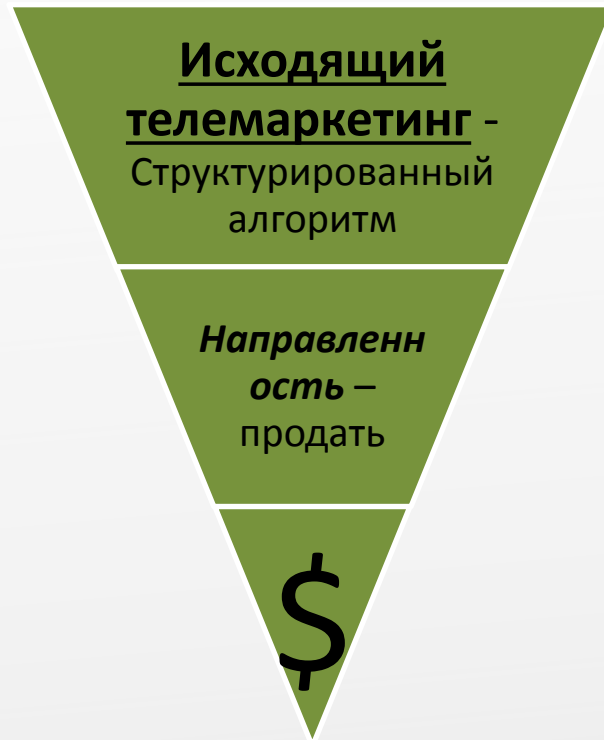 Исходящий
телемаркетинг -
Структурированный
алгоритм
Направленн
ость –
продать
$